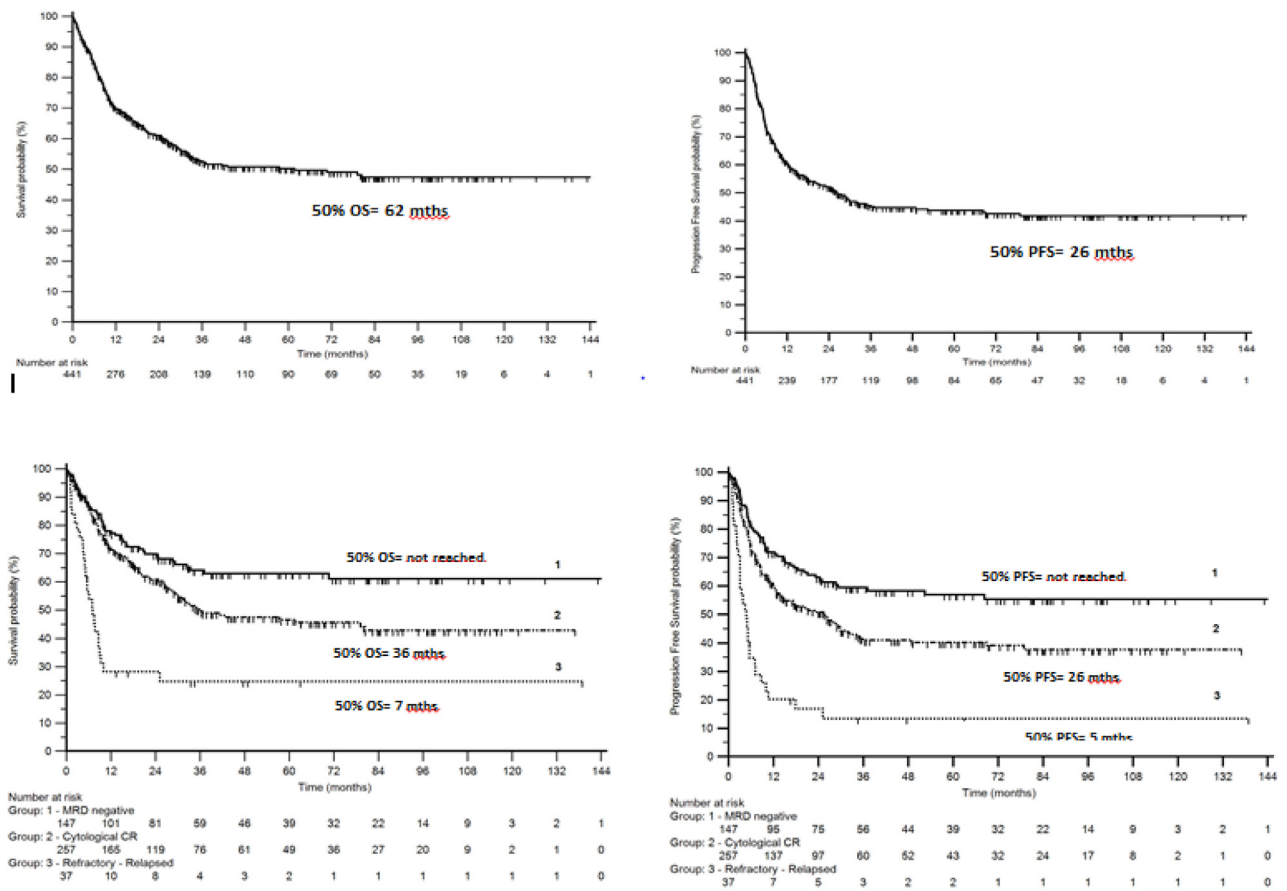 Survival probability (%)
100
90
80
70
60
50
40
30
20
10
0
50% OS= 62 mths
0 12 24 36 48 60 72 84 96 108 120 132 144
Time (months)
Number at risk
441 276 208 139 110 90 69 50 35 19 6 4 1
Progression Free Survival probability (%)
100
90
80
70
60
50
40
30
20
10
0
50% PFS= 26 mths
0 12 24 36 48 60 72 84 96 108 120 132 144
Time (months)
Number at risk
441 239 177 119 98 84 65 47 32 18 6 4 1
Survival probability (%)
100
90
80
70
60
50
40
30
20
10
0
50% OS= not reached.
1
2
50% OS= 36 mths
3
50% OS= 7 mths
0 12 24 36 48 60 72 84 96 108 120 132 144
Time (months)
Number at risk
Group: 1 - MRD negative
147 101 81 59 46 39 32 22 14 9 3 2 1
Group: 2 - Cytological CR
257 165 119 76 61 49 36 27 20 9 2 1 0
Group: 3 - Refractory - Relapsed
37 10 8 4 3 2 1 1 1 1 1 1 0
Progression Free Survival probability (%)
100
90
80
70
60
50
40
30
20
10
0
50% PFS= not reached.
1
2
50% PFS= 26 mths
3
50% PFS= 5 mths
0 12 24 36 48 60 72 84 96 108 120 132 144
Time (months)
Number at risk
Group: 1 - MRD negative
147 95 75 56 44 39 32 22 14 9 3 2 1
Group: 2 - Cytological CR
257 137 97 60 52 43 32 24 17 8 2 1 0
Group: 3 - Refractory - Relapsed
37 7 5 3 2 2 1 1 1 1 1 1 0